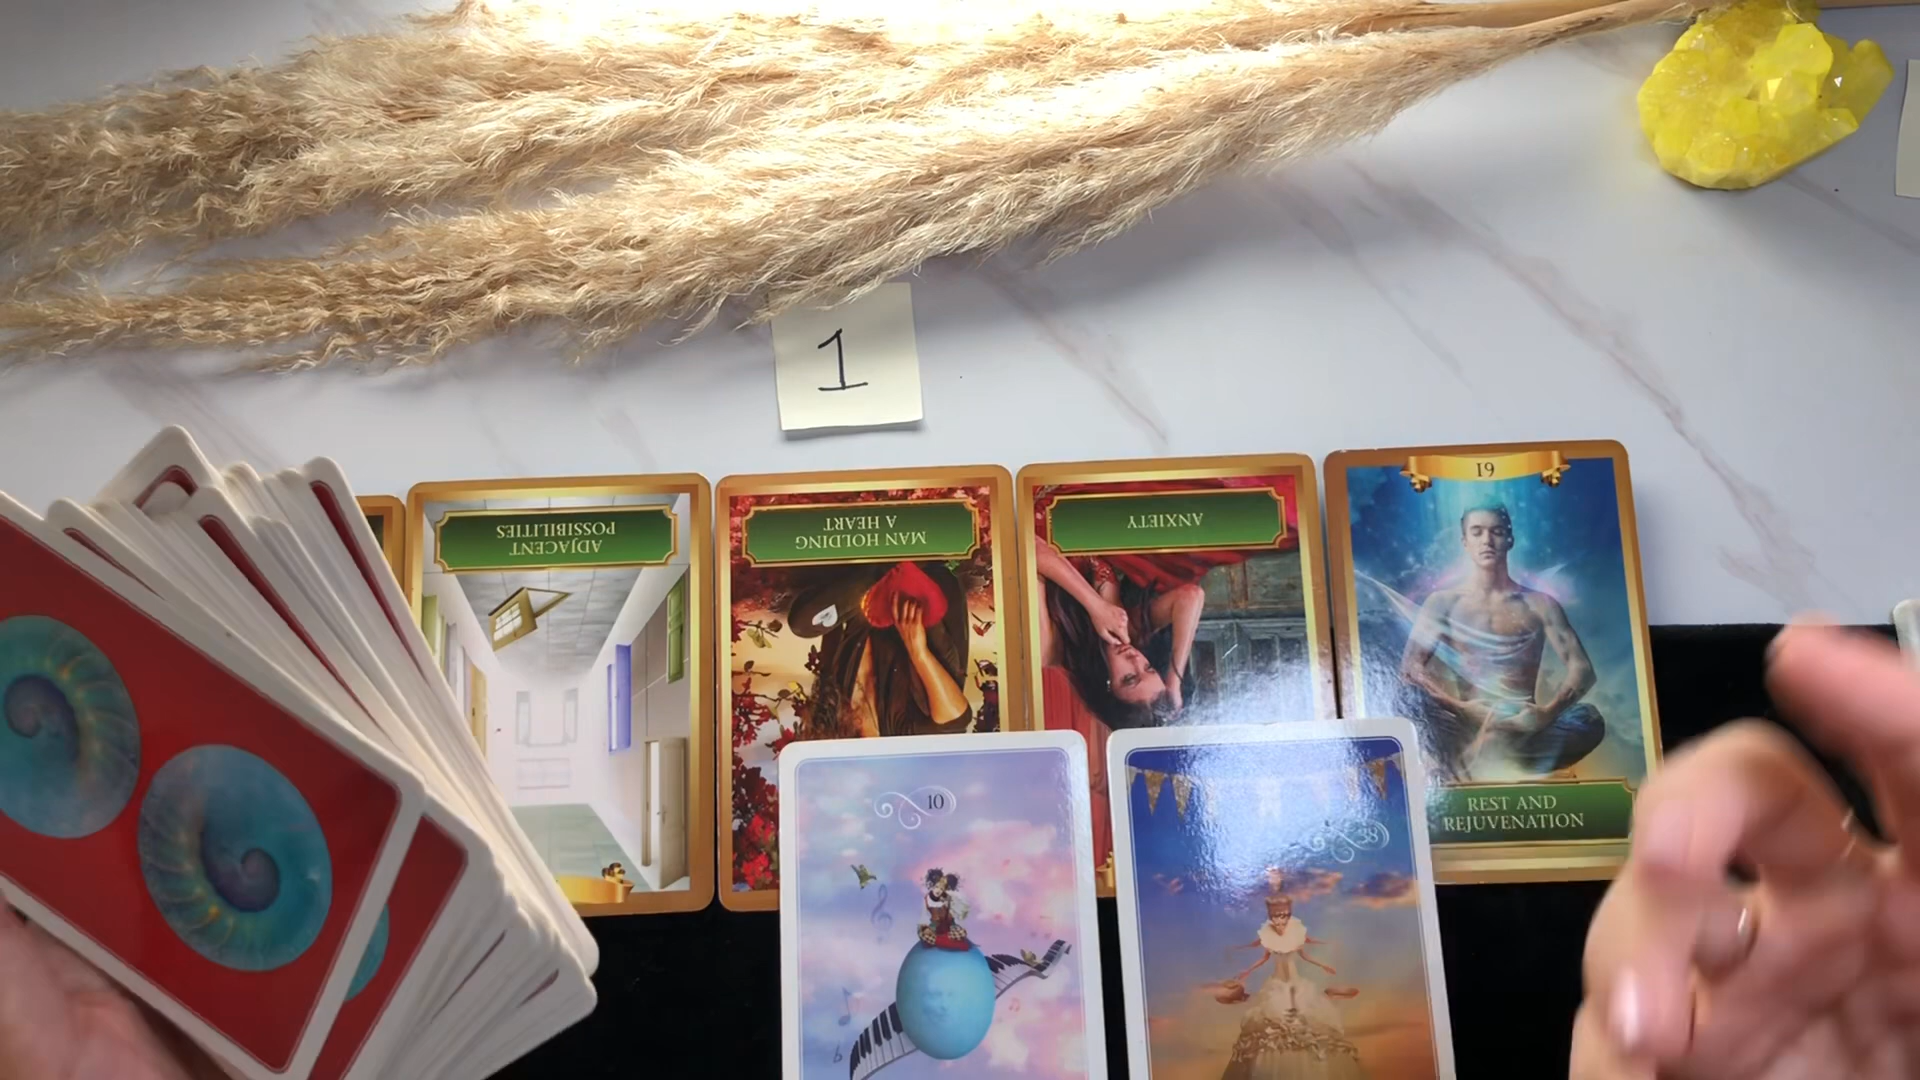 1
ADJACENT
POSSIBILITIES
MAN HOLDING
A HEART
ANXIETY
19
REST AND
REJUVENATION
10
38